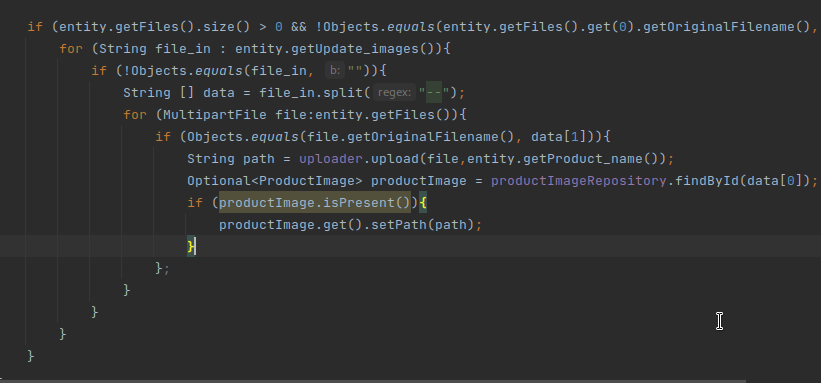 if (entity.getFiles().size() > 0 && !Objects.equals(entity.getFiles().get(0).getOriginalFilename(),
for (String file_in : entity.getUpdate_images()){
if (!Objects.equals(file_in, b: "")){
String [] data = file_in.split( regex: "--");
for (MultipartFile file:entity.getFiles()){
if (Objects.equals(file.getOriginalFilename(), data[1])){
String path = uploader.upload(file,entity.getProduct_name());
Optional<ProductImage> productImage = productImageRepository.findById(data[0]);
if (productImage.isPresent()){
productImage.get().setPath(path);
}
};
}
}
}
}